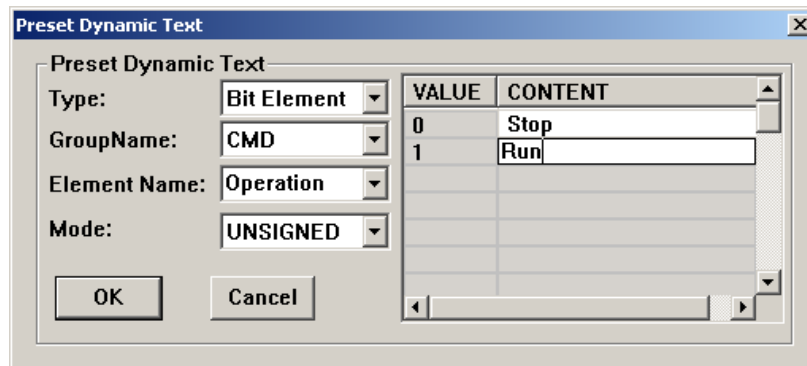 Preset Dynamic Text
Preset Dynamic Text
Type: Bit Element
GroupName: CMD
Element Name: Operation
Mode: UNSIGNED
OK Cancel
VALUE CONTENT
0 Stop
1 Run